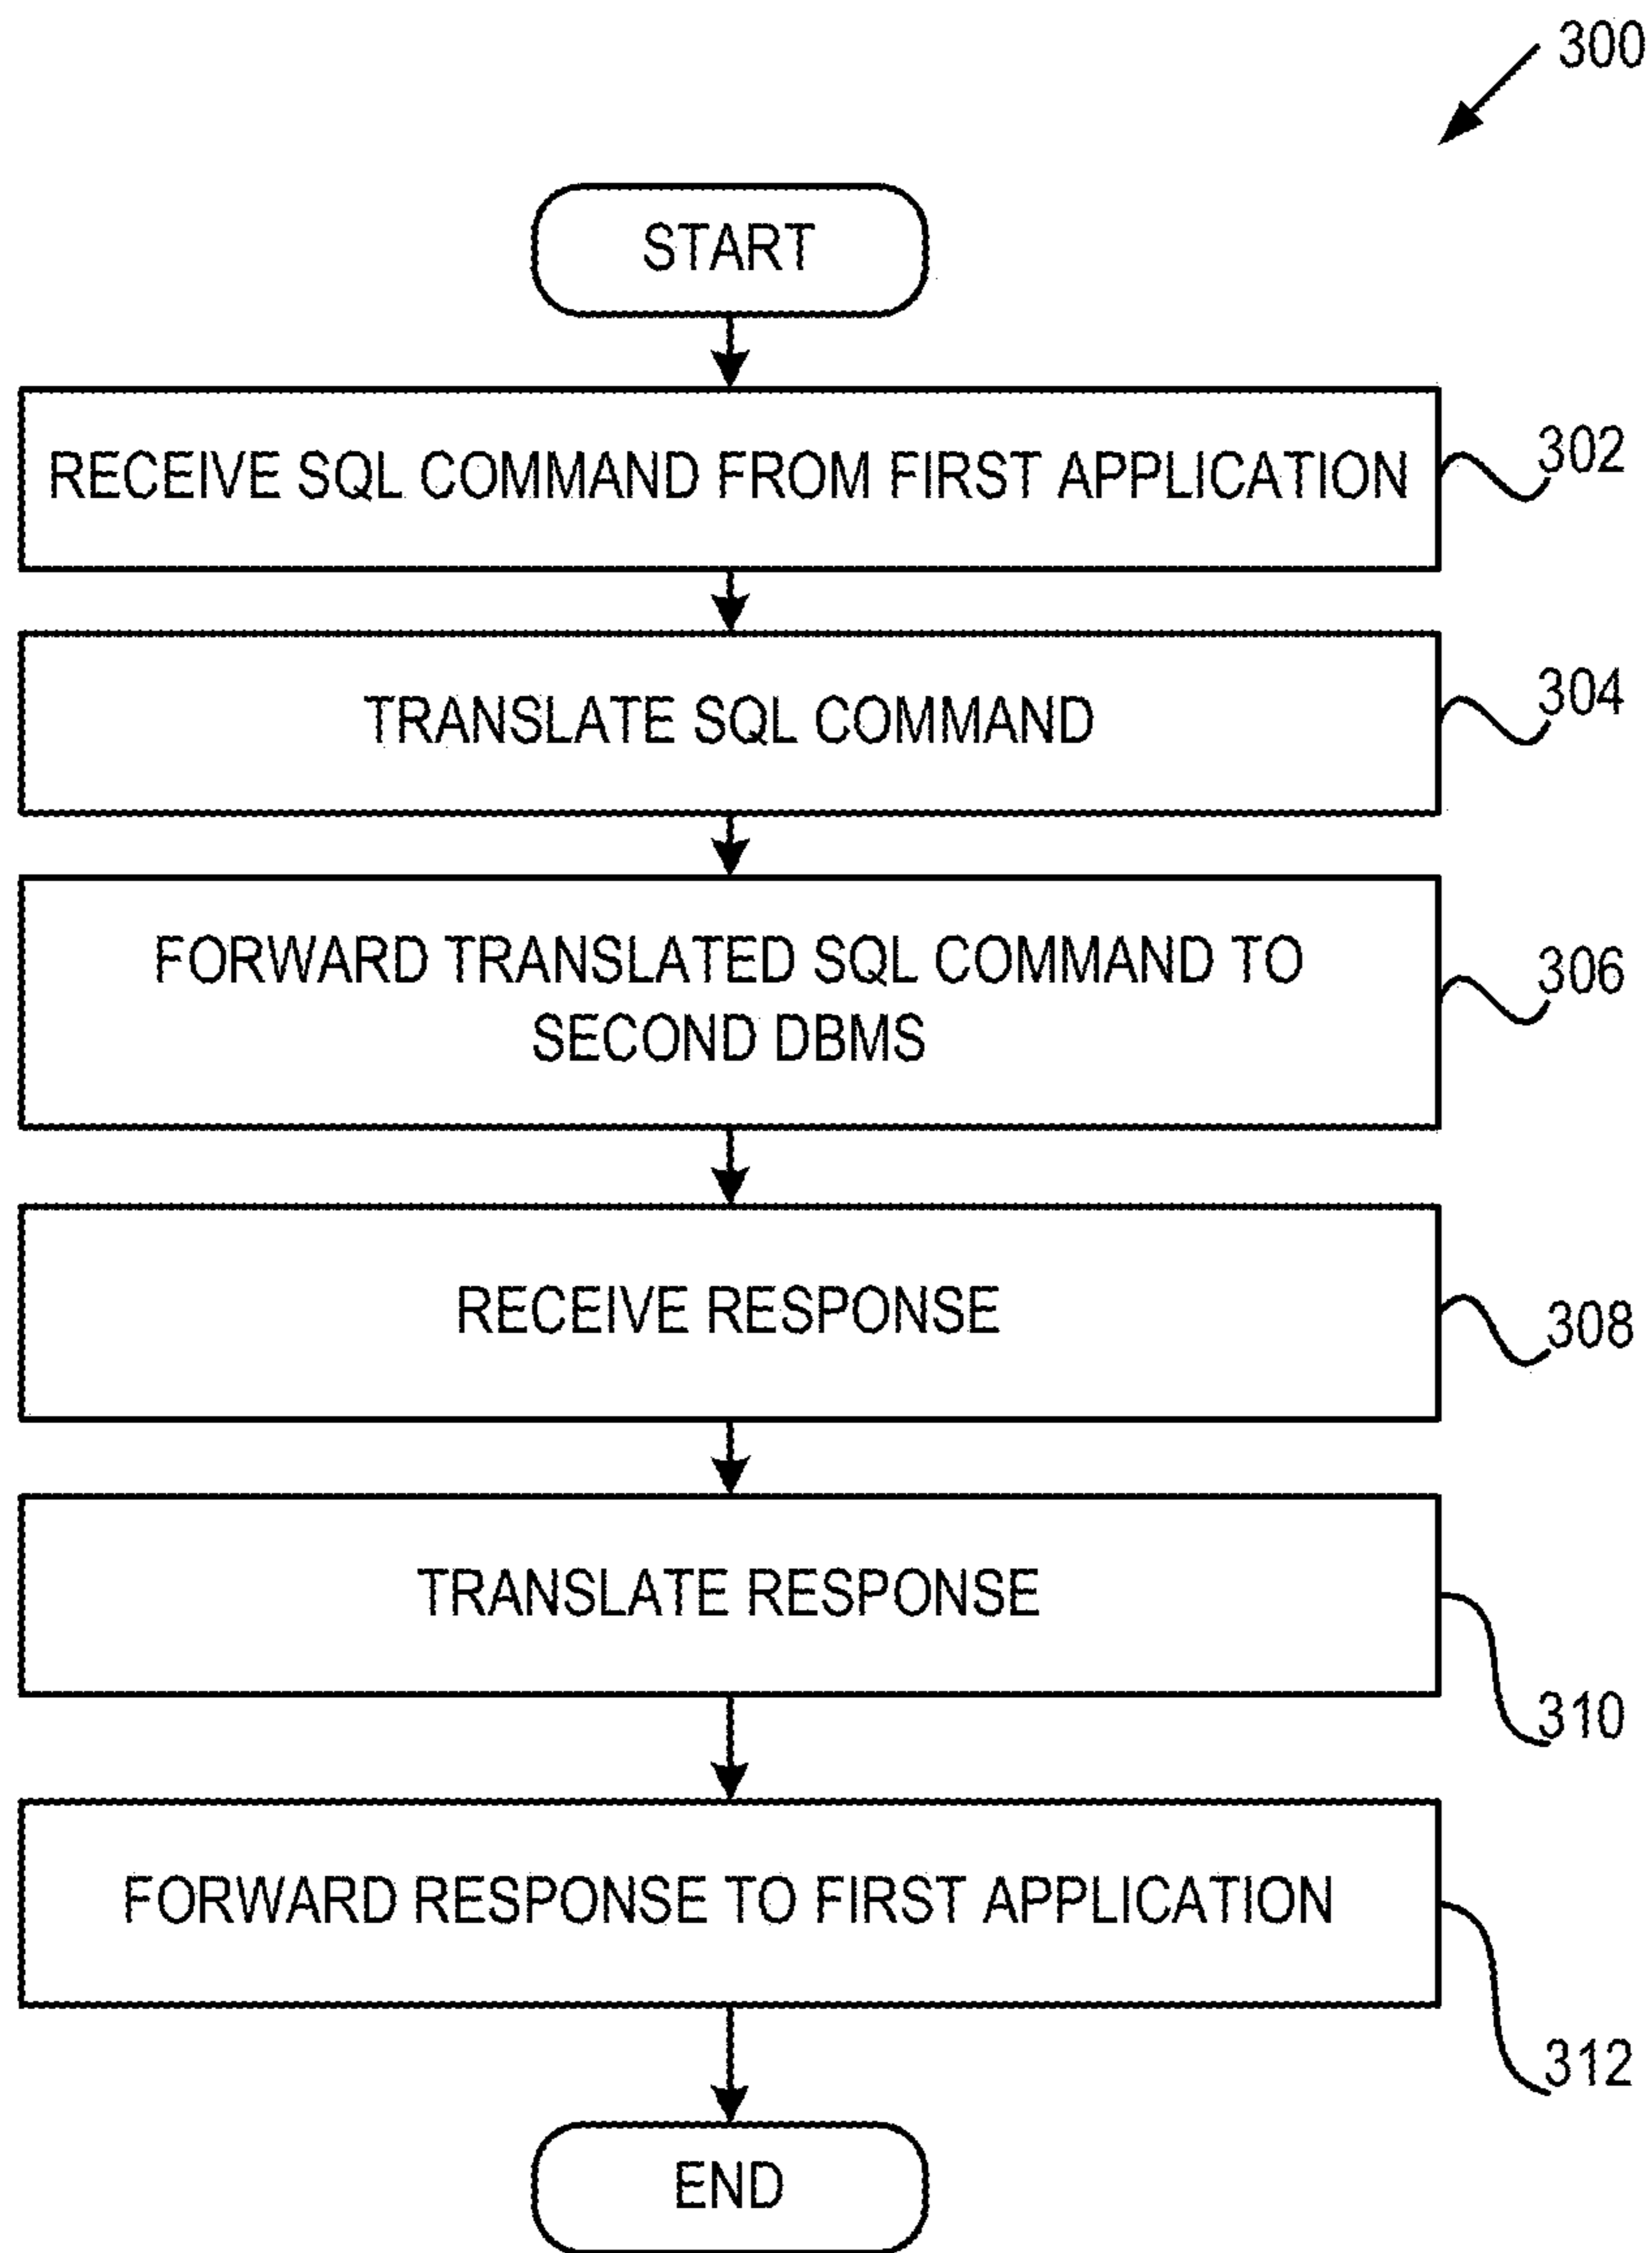 300
START
RECEIVE SQL COMMAND FROM FIRST APPLICATION
302
TRANSLATE SQL COMMAND
304
FORWARD TRANSLATED SQL COMMAND TO
SECOND DBMS
306
RECEIVE RESPONSE
308
TRANSLATE RESPONSE
310
FORWARD RESPONSE TO FIRST APPLICATION
312
END